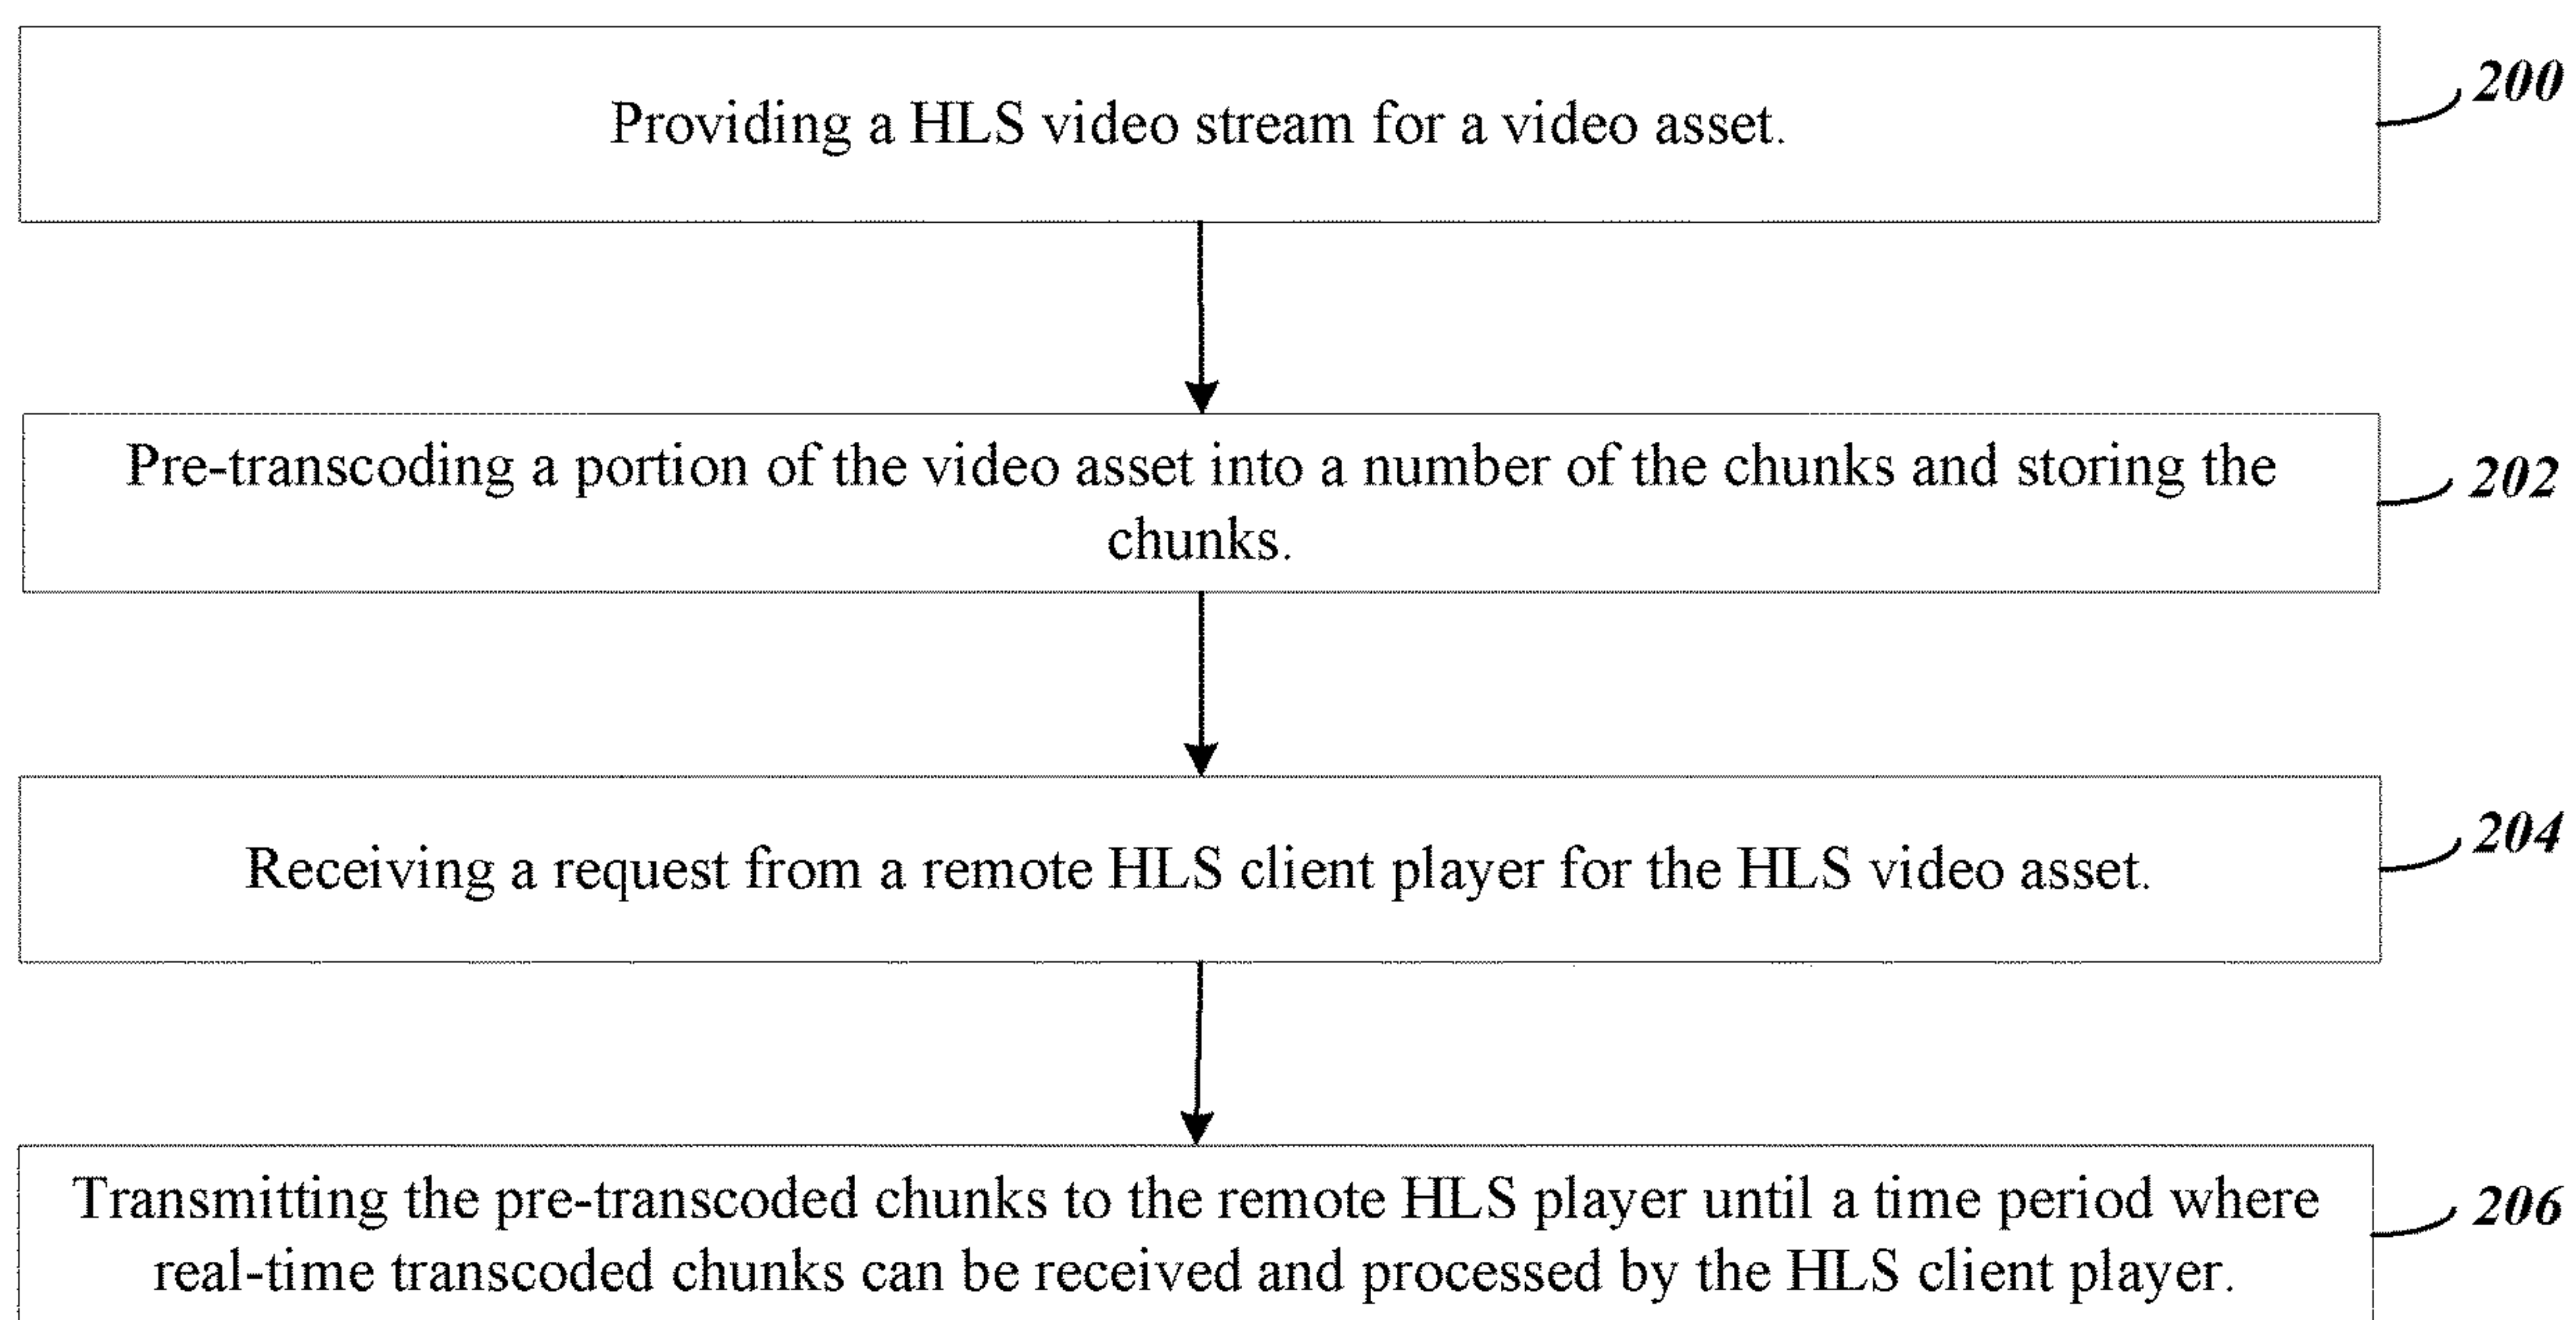 Providing a HLS video stream for a video asset.
200
Pre-transcoding a portion of the video asset into a number of the chunks and storing the
chunks.
202
Receiving a request from a remote HLS client player for the HLS video asset.
204
Transmitting the pre-transcoded chunks to the remote HLS player until a time period where
real-time transcoded chunks can be received and processed by the HLS client player.
206